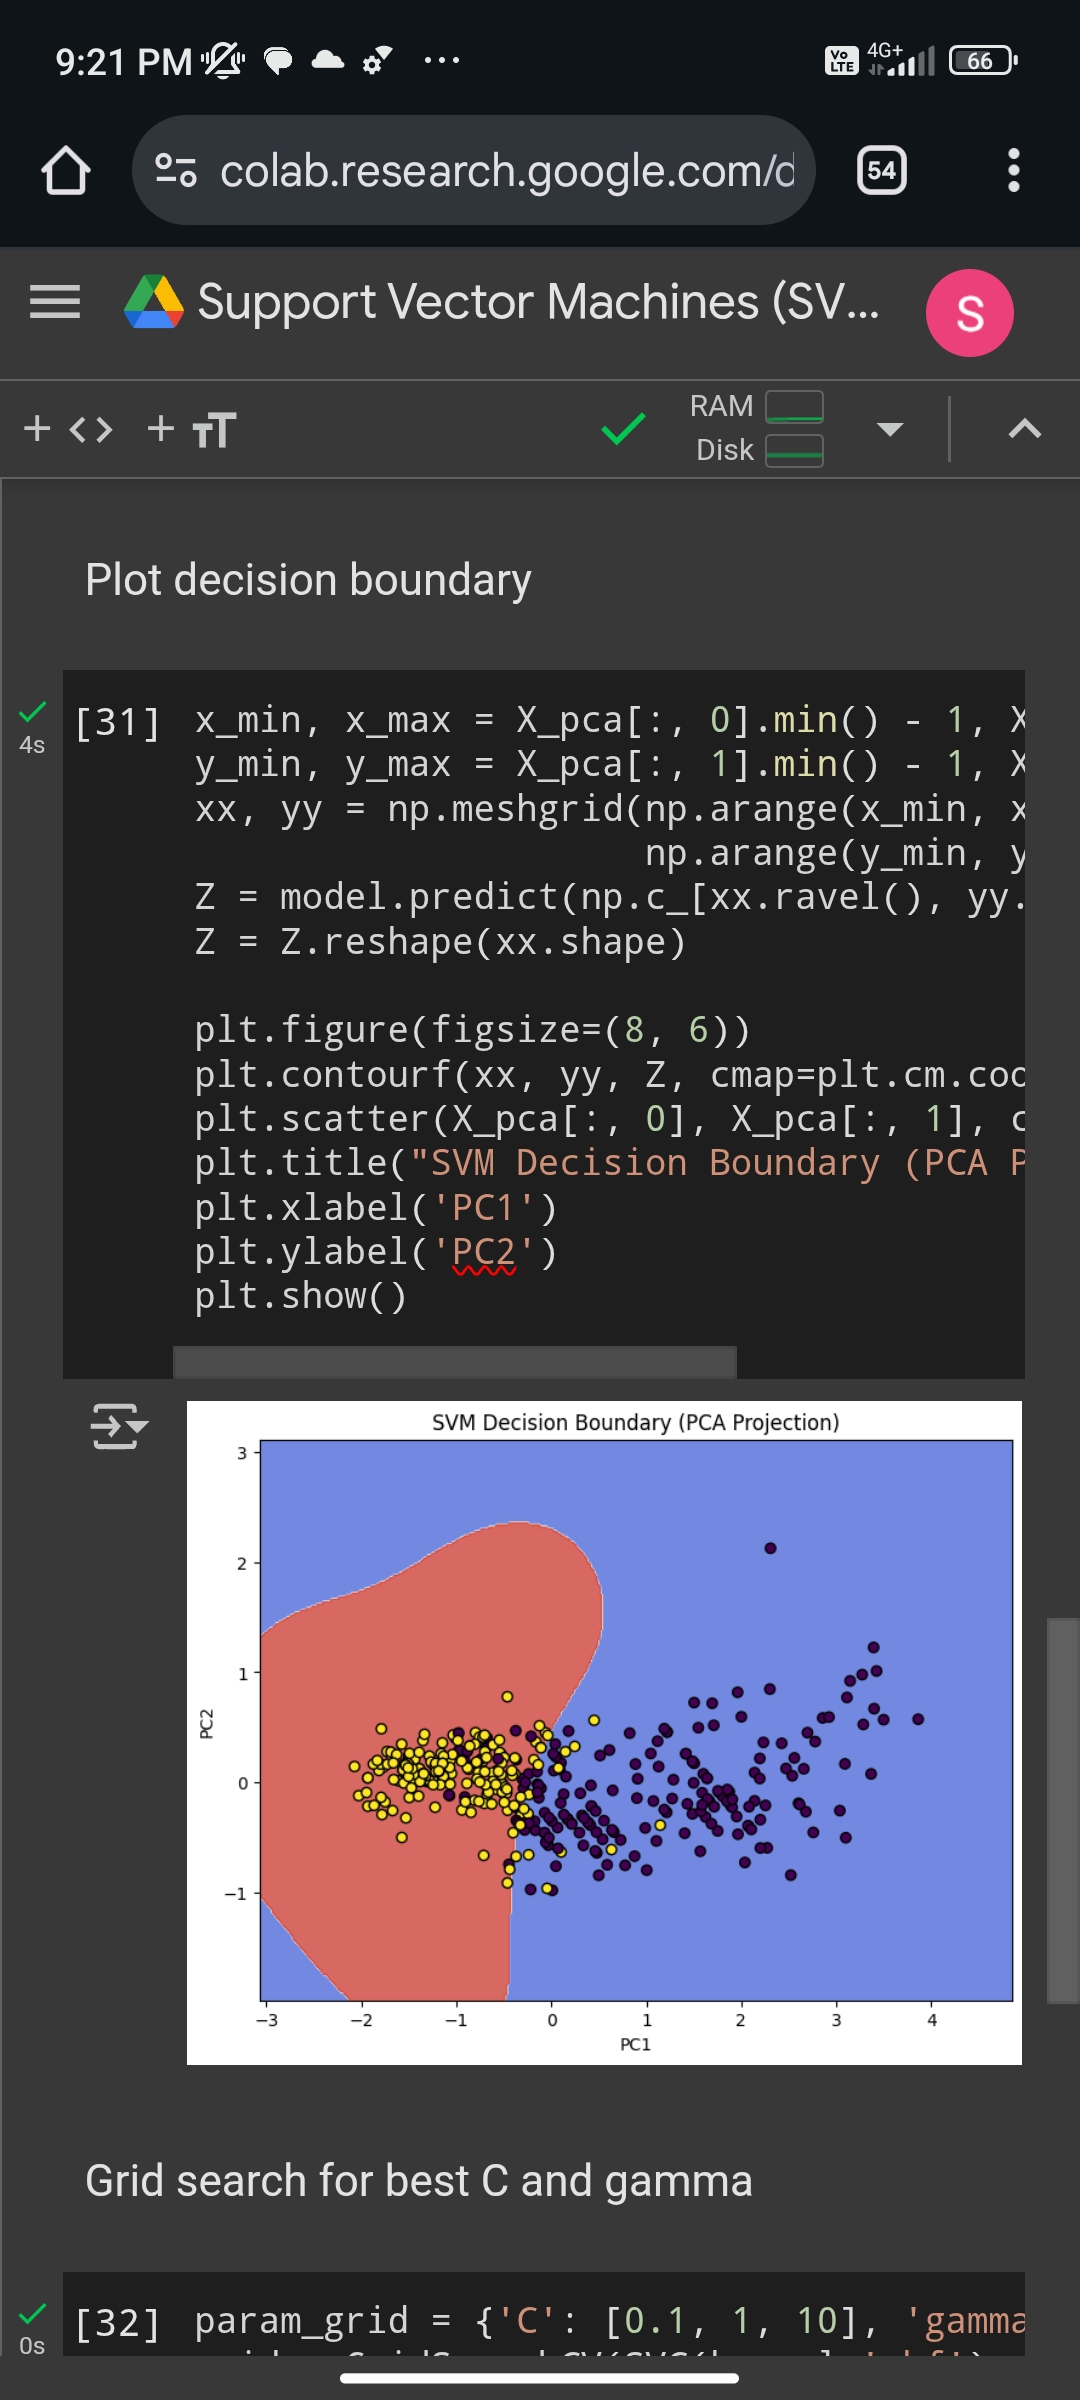 9:21 PM
Vo LTE 4G+ 66
colab.research.google.com/d
54
Support Vector Machines (SV...
S
RAM
Disk
Plot decision boundary
4s
[31] x_min, x_max = X_pca[:, 0].min() - 1, X
y_min, y_max = X_pca[:, 1].min() - 1, X
xx, yy = np.meshgrid(np.arange(x_min, x
np.arange(y_min, y
Z = model.predict(np.c_[xx.ravel(), yy.
Z = Z.reshape(xx.shape)
plt.figure(figsize=(8, 6))
plt.contourf(xx, yy, Z, cmap=plt.cm.coo
plt.scatter(X_pca[:, 0], X_pca[:, 1], c
plt.title("SVM Decision Boundary (PCA P
plt.xlabel('PC1')
plt.ylabel('PC2')
plt.show()
SVM Decision Boundary (PCA Projection)
3
2
1
0
−1
PC2
−3 −2 −1 0 1 2 3 4
PC1
Grid search for best C and gamma
0s
[32] param_grid = {'C': [0.1, 1, 10], 'gamma